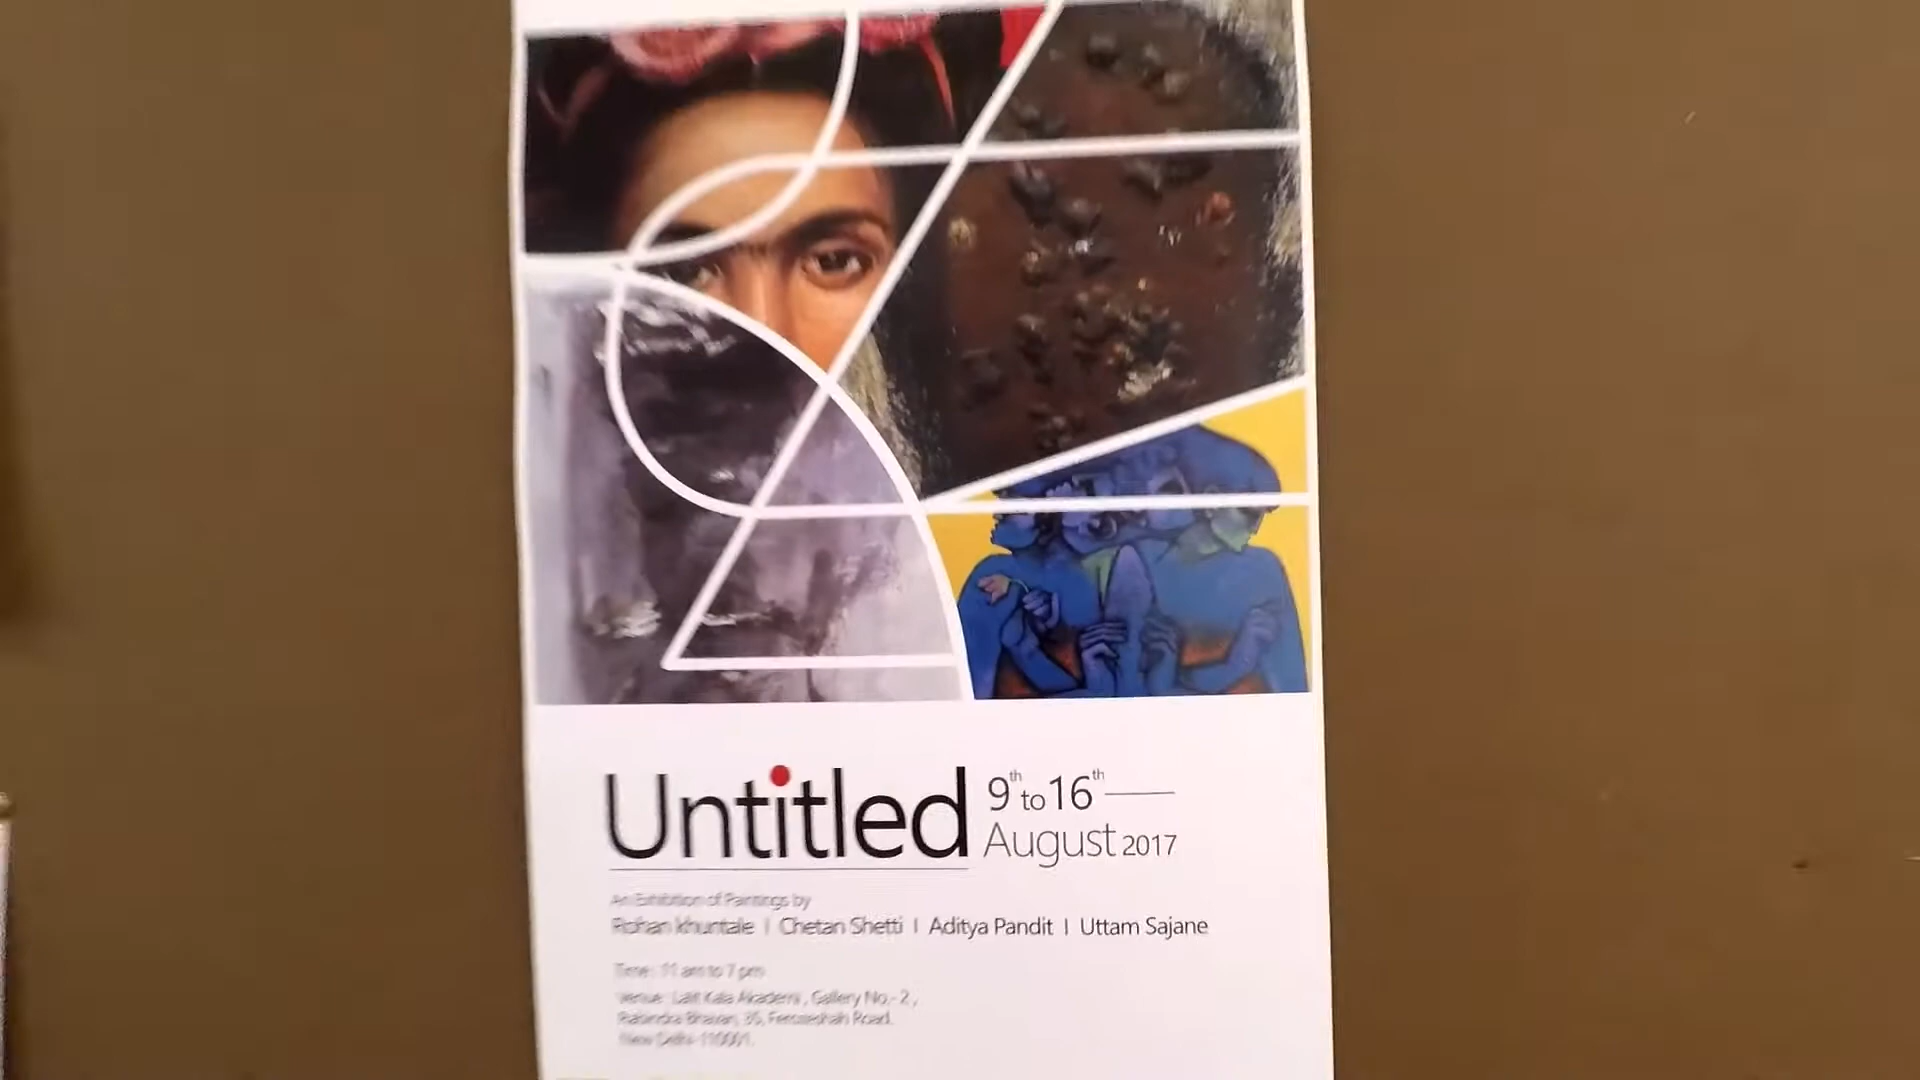 Untitled
9th to 16th
August 2017
An Exhibition of Paintings by
Rohan khuntale | Chetan Shetti | Aditya Pandit | Uttam Sajane
Time : 11 am to 7 pm
Venue : Lalit Kala Akademi , Gallery No.- 2 ,
Rabindra Bhavan, 35, Ferozeshah Road.
New Delhi-110001.